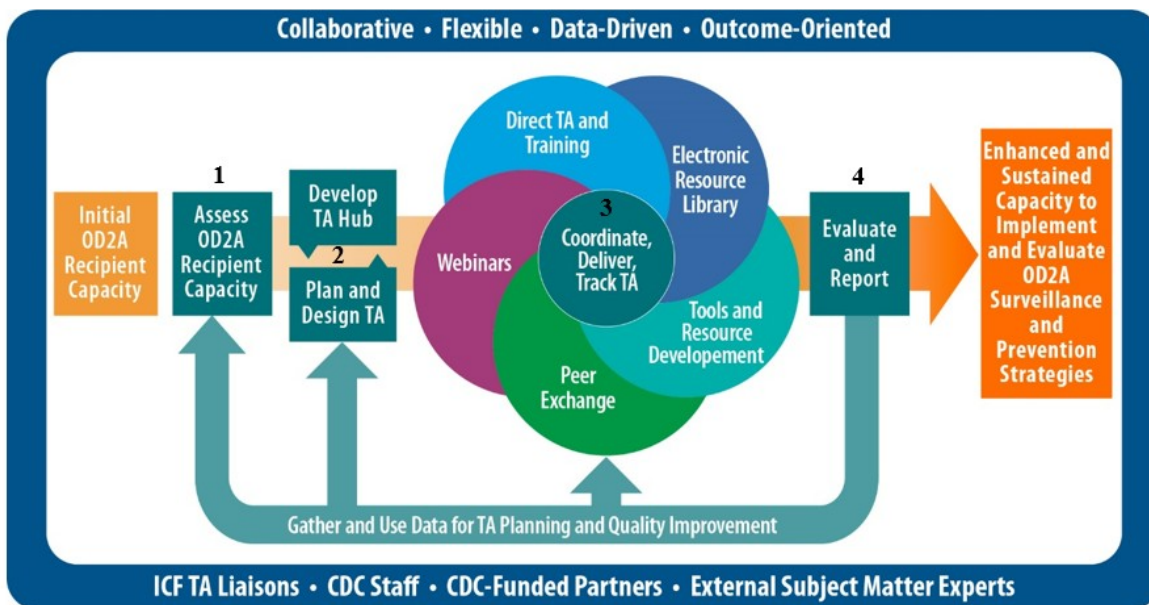 Collaborative • Flexible • Data-Driven • Outcome-Oriented
Initial
OD2A
Recipient
Capacity
1
Assess
OD2A
Recipient
Capacity
Develop
TA Hub
2
Plan and
Design TA
Direct TA and
Training
Electronic
Resource
Library
Webinars
3
Coordinate,
Deliver,
Track TA
Tools and
Resource
Developement
Peer
Exchange
4
Evaluate
and
Report
Enhanced and
Sustained
Capacity to
Implement
and Evaluate
OD2A
Surveillance
and
Prevention
Strategies
Gather and Use Data for TA Planning and Quality Improvement
ICF TA Liaisons • CDC Staff • CDC-Funded Partners • External Subject Matter Experts